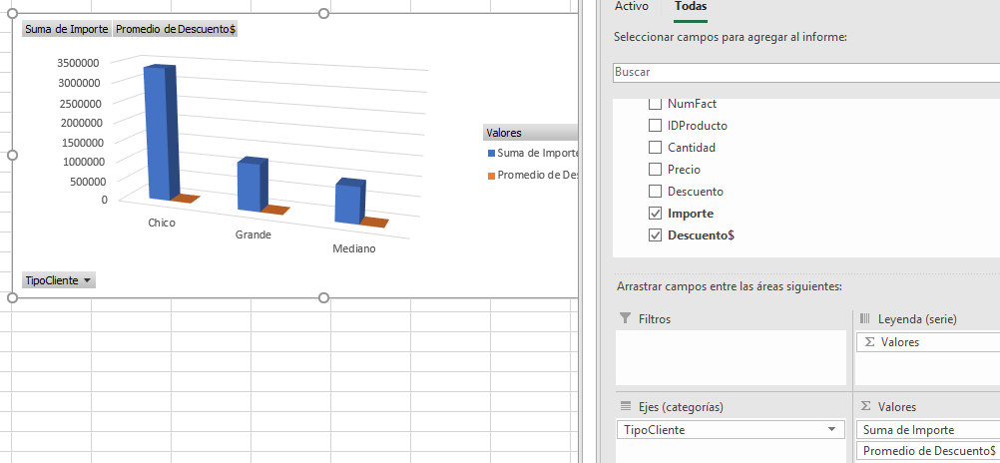 Suma de Importe Promedio de Descuento$
3500000
3000000
2500000
2000000
1500000
1000000
500000
0
Chico
Grande
Mediano
Valores
Suma de Importe
Promedio de Des
TipoCliente
Activo Todas
Seleccionar campos para agregar al informe:
Buscar
NumFact
IDProducto
Cantidad
Precio
Descuento
Importe
Descuento$
Arrastrar campos entre las áreas siguientes:
Filtros
Leyenda (serie)
Σ Valores
Ejes (categorías)
TipoCliente
Σ Valores
Suma de Importe
Promedio de Descuento$